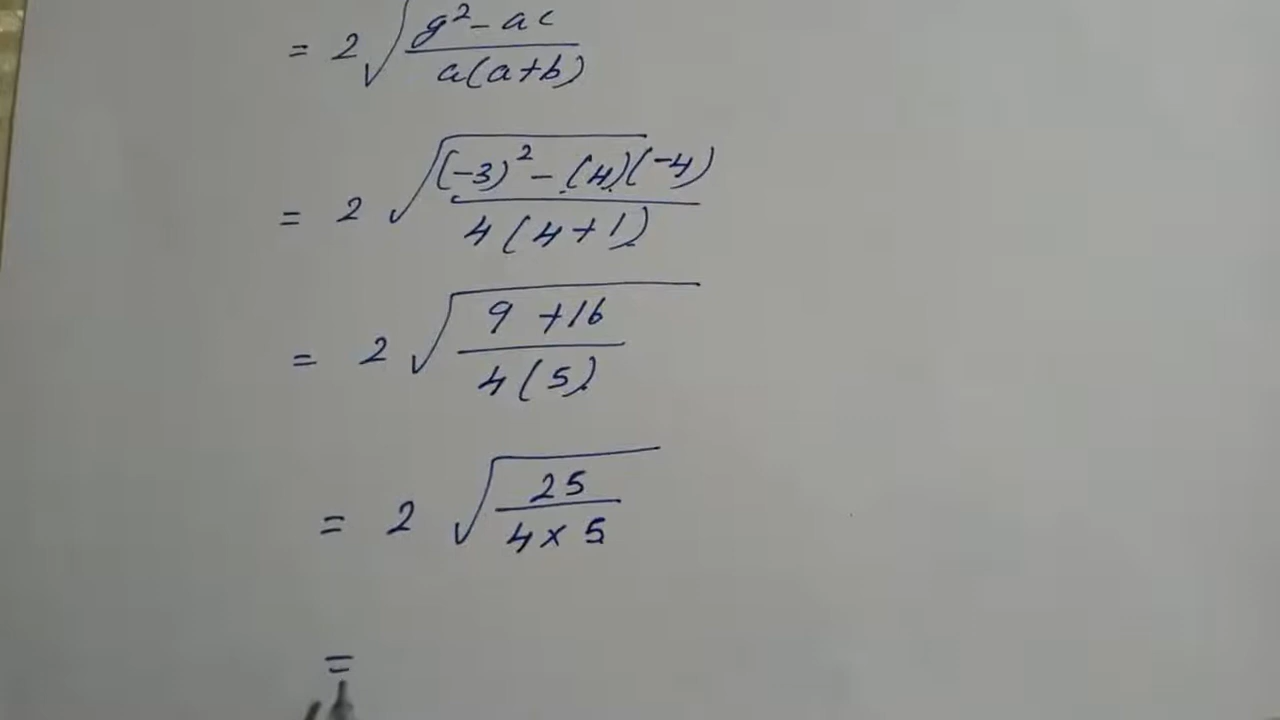 = 2 √((g² - ac)/(a(a+b)))
= 2 √(((-3)² - (4)(-4))/(4(4+1)))
= 2 √((9 +16)/(4(5)))
= 2 √(25/(4×5))
=